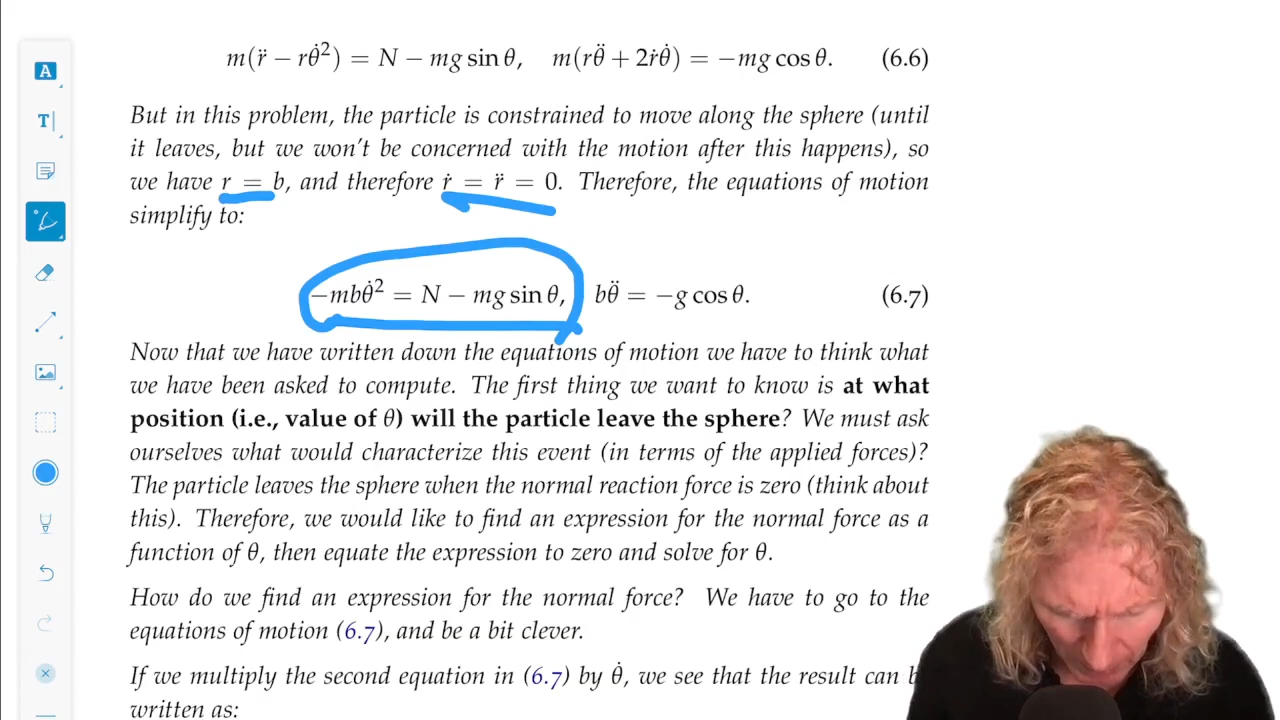 m(r̈ − rθ̇²) = N − mg sin θ,   m(rθ̈ + 2ṙθ̇) = −mg cos θ.   (6.6)
But in this problem, the particle is constrained to move along the sphere (until
it leaves, but we won't be concerned with the motion after this happens), so
we have r = b, and therefore ṙ = r̈ = 0. Therefore, the equations of motion
simplify to:
−mbθ̇² = N − mg sin θ,   bθ̈ = −g cos θ.   (6.7)
Now that we have written down the equations of motion we have to think what
we have been asked to compute. The first thing we want to know is at what
position (i.e., value of θ) will the particle leave the sphere? We must ask
ourselves what would characterize this event (in terms of the applied forces)?
The particle leaves the sphere when the normal reaction force is zero (think about
this). Therefore, we would like to find an expression for the normal force as a
function of θ, then equate the expression to zero and solve for θ.
How do we find an expression for the normal force? We have to go to the
equations of motion (6.7), and be a bit clever.
If we multiply the second equation in (6.7) by θ̇, we see that the result can
written as:
A
T